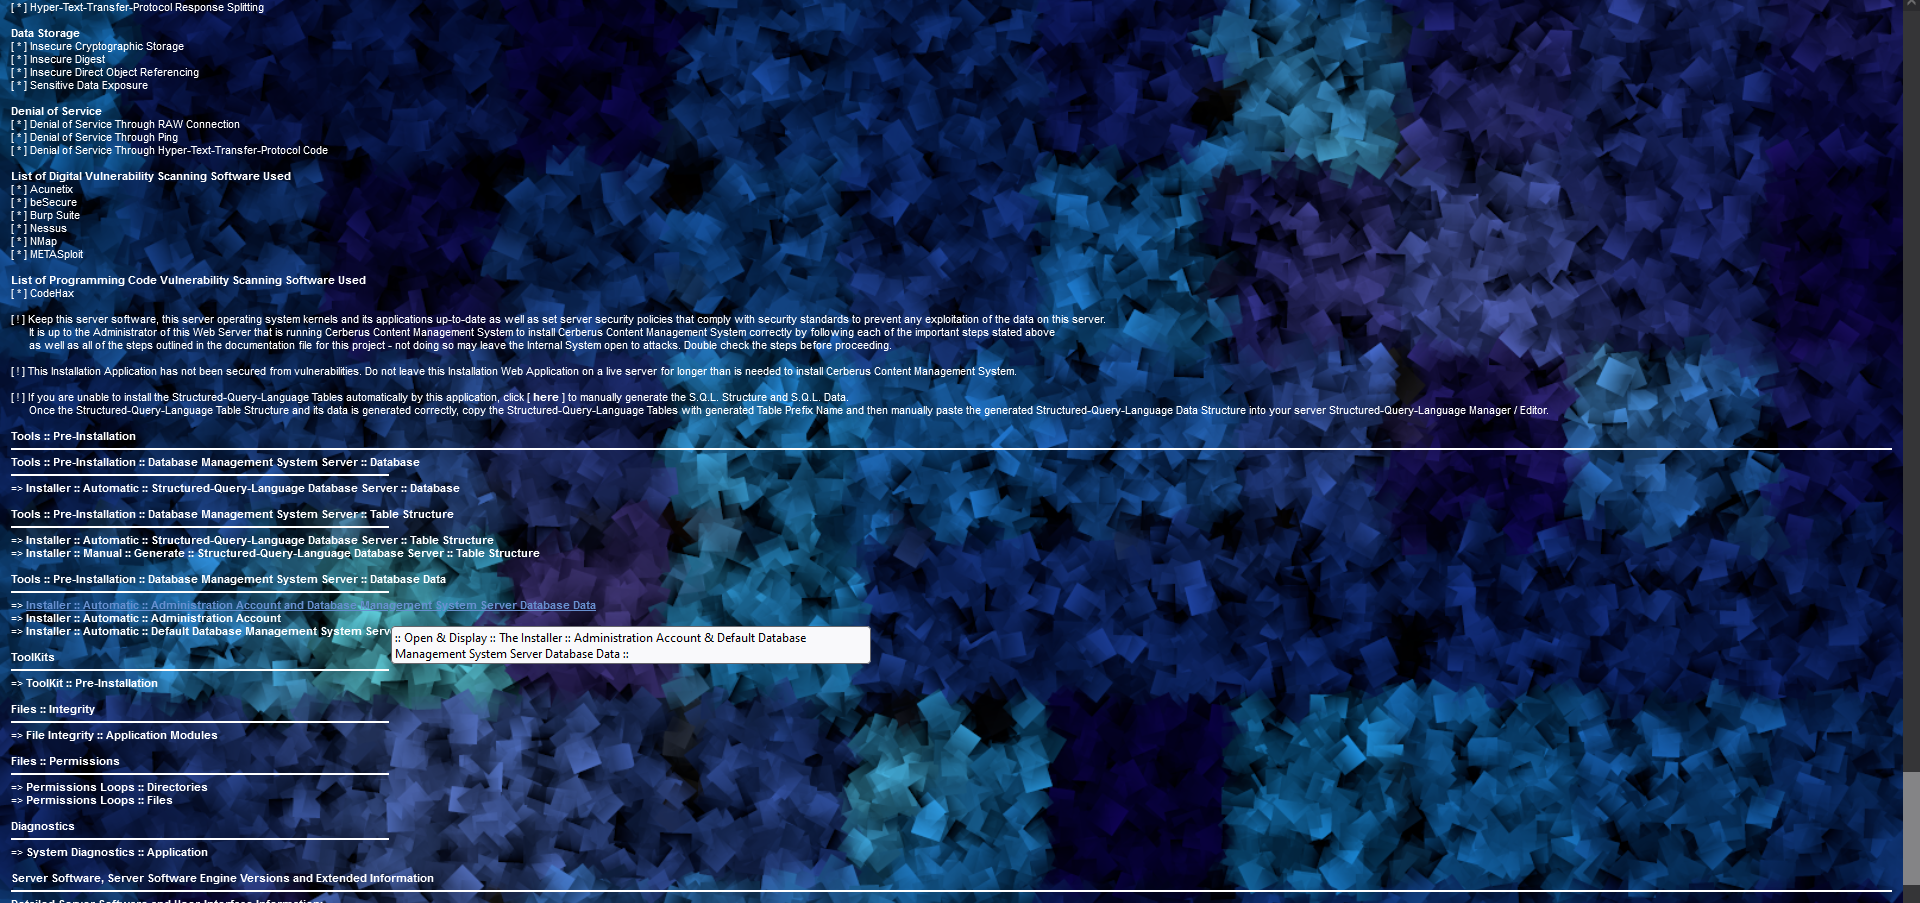 [ * ] Hyper-Text-Transfer-Protocol Response Splitting
Data Storage
[ * ] Insecure Cryptographic Storage
[ * ] Insecure Digest
[ * ] Insecure Direct Object Referencing
[ * ] Sensitive Data Exposure
Denial of Service
[ * ] Denial of Service Through RAW Connection
[ * ] Denial of Service Through Ping
[ * ] Denial of Service Through Hyper-Text-Transfer-Protocol Code
List of Digital Vulnerability Scanning Software Used
[ * ] Acunetix
[ * ] beSecure
[ * ] Burp Suite
[ * ] Nessus
[ * ] NMap
[ * ] METASploit
List of Programming Code Vulnerability Scanning Software Used
[ * ] CodeHax
[ ! ] Keep this server software, this server operating system kernels and its applications up-to-date as well as set server security policies that comply with security standards to prevent any exploitation of the data on this server.
It is up to the Administrator of this Web Server that is running Cerberus Content Management System to install Cerberus Content Management System correctly by following each of the important steps stated above
as well as all of the steps outlined in the documentation file for this project - not doing so may leave the Internal System open to attacks. Double check the steps before proceeding.
[ ! ] This Installation Application has not been secured from vulnerabilities. Do not leave this Installation Web Application on a live server for longer than is needed to install Cerberus Content Management System.
[ ! ] If you are unable to install the Structured-Query-Language Tables automatically by this application, click [ here ] to manually generate the S.Q.L. Structure and S.Q.L. Data.
Once the Structured-Query-Language Table Structure and its data is generated correctly, copy the Structured-Query-Language Tables with generated Table Prefix Name and then manually paste the generated Structured-Query-Language Data Structure into your server Structured-Query-Language Manager / Editor.
Tools :: Pre-Installation
Tools :: Pre-Installation :: Database Management System Server :: Database
=> Installer :: Automatic :: Structured-Query-Language Database Server :: Database
Tools :: Pre-Installation :: Database Management System Server :: Table Structure
=> Installer :: Automatic :: Structured-Query-Language Database Server :: Table Structure
=> Installer :: Manual :: Generate :: Structured-Query-Language Database Server :: Table Structure
Tools :: Pre-Installation :: Database Management System Server :: Database Data
=> Installer :: Automatic :: Administration Account and Database Management System Server Database Data
=> Installer :: Automatic :: Administration Account
=> Installer :: Automatic :: Default Database Management System Serv
:: Open & Display :: The Installer :: Administration Account & Default Database
Management System Server Database Data ::
ToolKits
=> ToolKit :: Pre-Installation
Files :: Integrity
=> File Integrity :: Application Modules
Files :: Permissions
=> Permissions Loops :: Directories
=> Permissions Loops :: Files
Diagnostics
=> System Diagnostics :: Application
Server Software, Server Software Engine Versions and Extended Information
Detailed Server Software and User Interface Information: